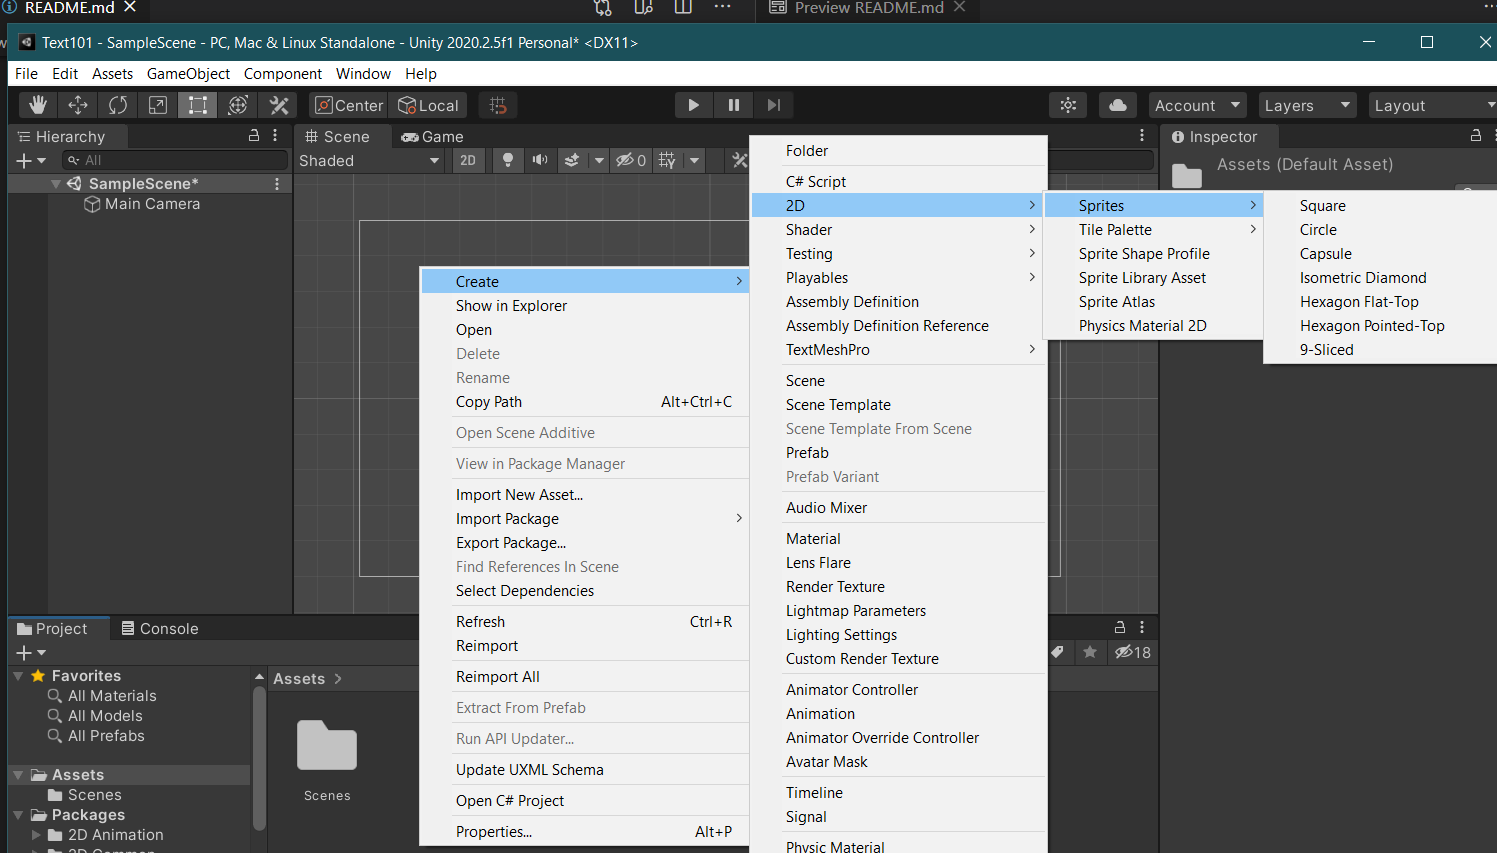 README.md
Preview README.md
Text101 - SampleScene - PC, Mac & Linux Standalone - Unity 2020.2.5f1 Personal* <DX11>
File Edit Assets GameObject Component Window Help
Center Local Account Layers Layout
Hierarchy
All
SampleScene*
Main Camera
Scene Game
Shaded 2D 0
Inspector
Assets (Default Asset)
Create
Show in Explorer
Open
Delete
Rename
Copy Path Alt+Ctrl+C
Open Scene Additive
View in Package Manager
Import New Asset...
Import Package
Export Package...
Find References In Scene
Select Dependencies
Refresh Ctrl+R
Reimport
Reimport All
Extract From Prefab
Run API Updater...
Update UXML Schema
Open C# Project
Properties... Alt+P
Folder
C# Script
2D
Shader
Testing
Playables
Assembly Definition
Assembly Definition Reference
TextMeshPro
Scene
Scene Template
Scene Template From Scene
Prefab
Prefab Variant
Audio Mixer
Material
Lens Flare
Render Texture
Lightmap Parameters
Lighting Settings
Custom Render Texture
Animator Controller
Animation
Animator Override Controller
Avatar Mask
Timeline
Signal
Physic Material
Sprites
Tile Palette
Sprite Shape Profile
Sprite Library Asset
Sprite Atlas
Physics Material 2D
Square
Circle
Capsule
Isometric Diamond
Hexagon Flat-Top
Hexagon Pointed-Top
9-Sliced
Project Console
18
Favorites
All Materials
All Models
All Prefabs
Assets
Scenes
Packages
2D Animation
2D Common
Assets >
Scenes